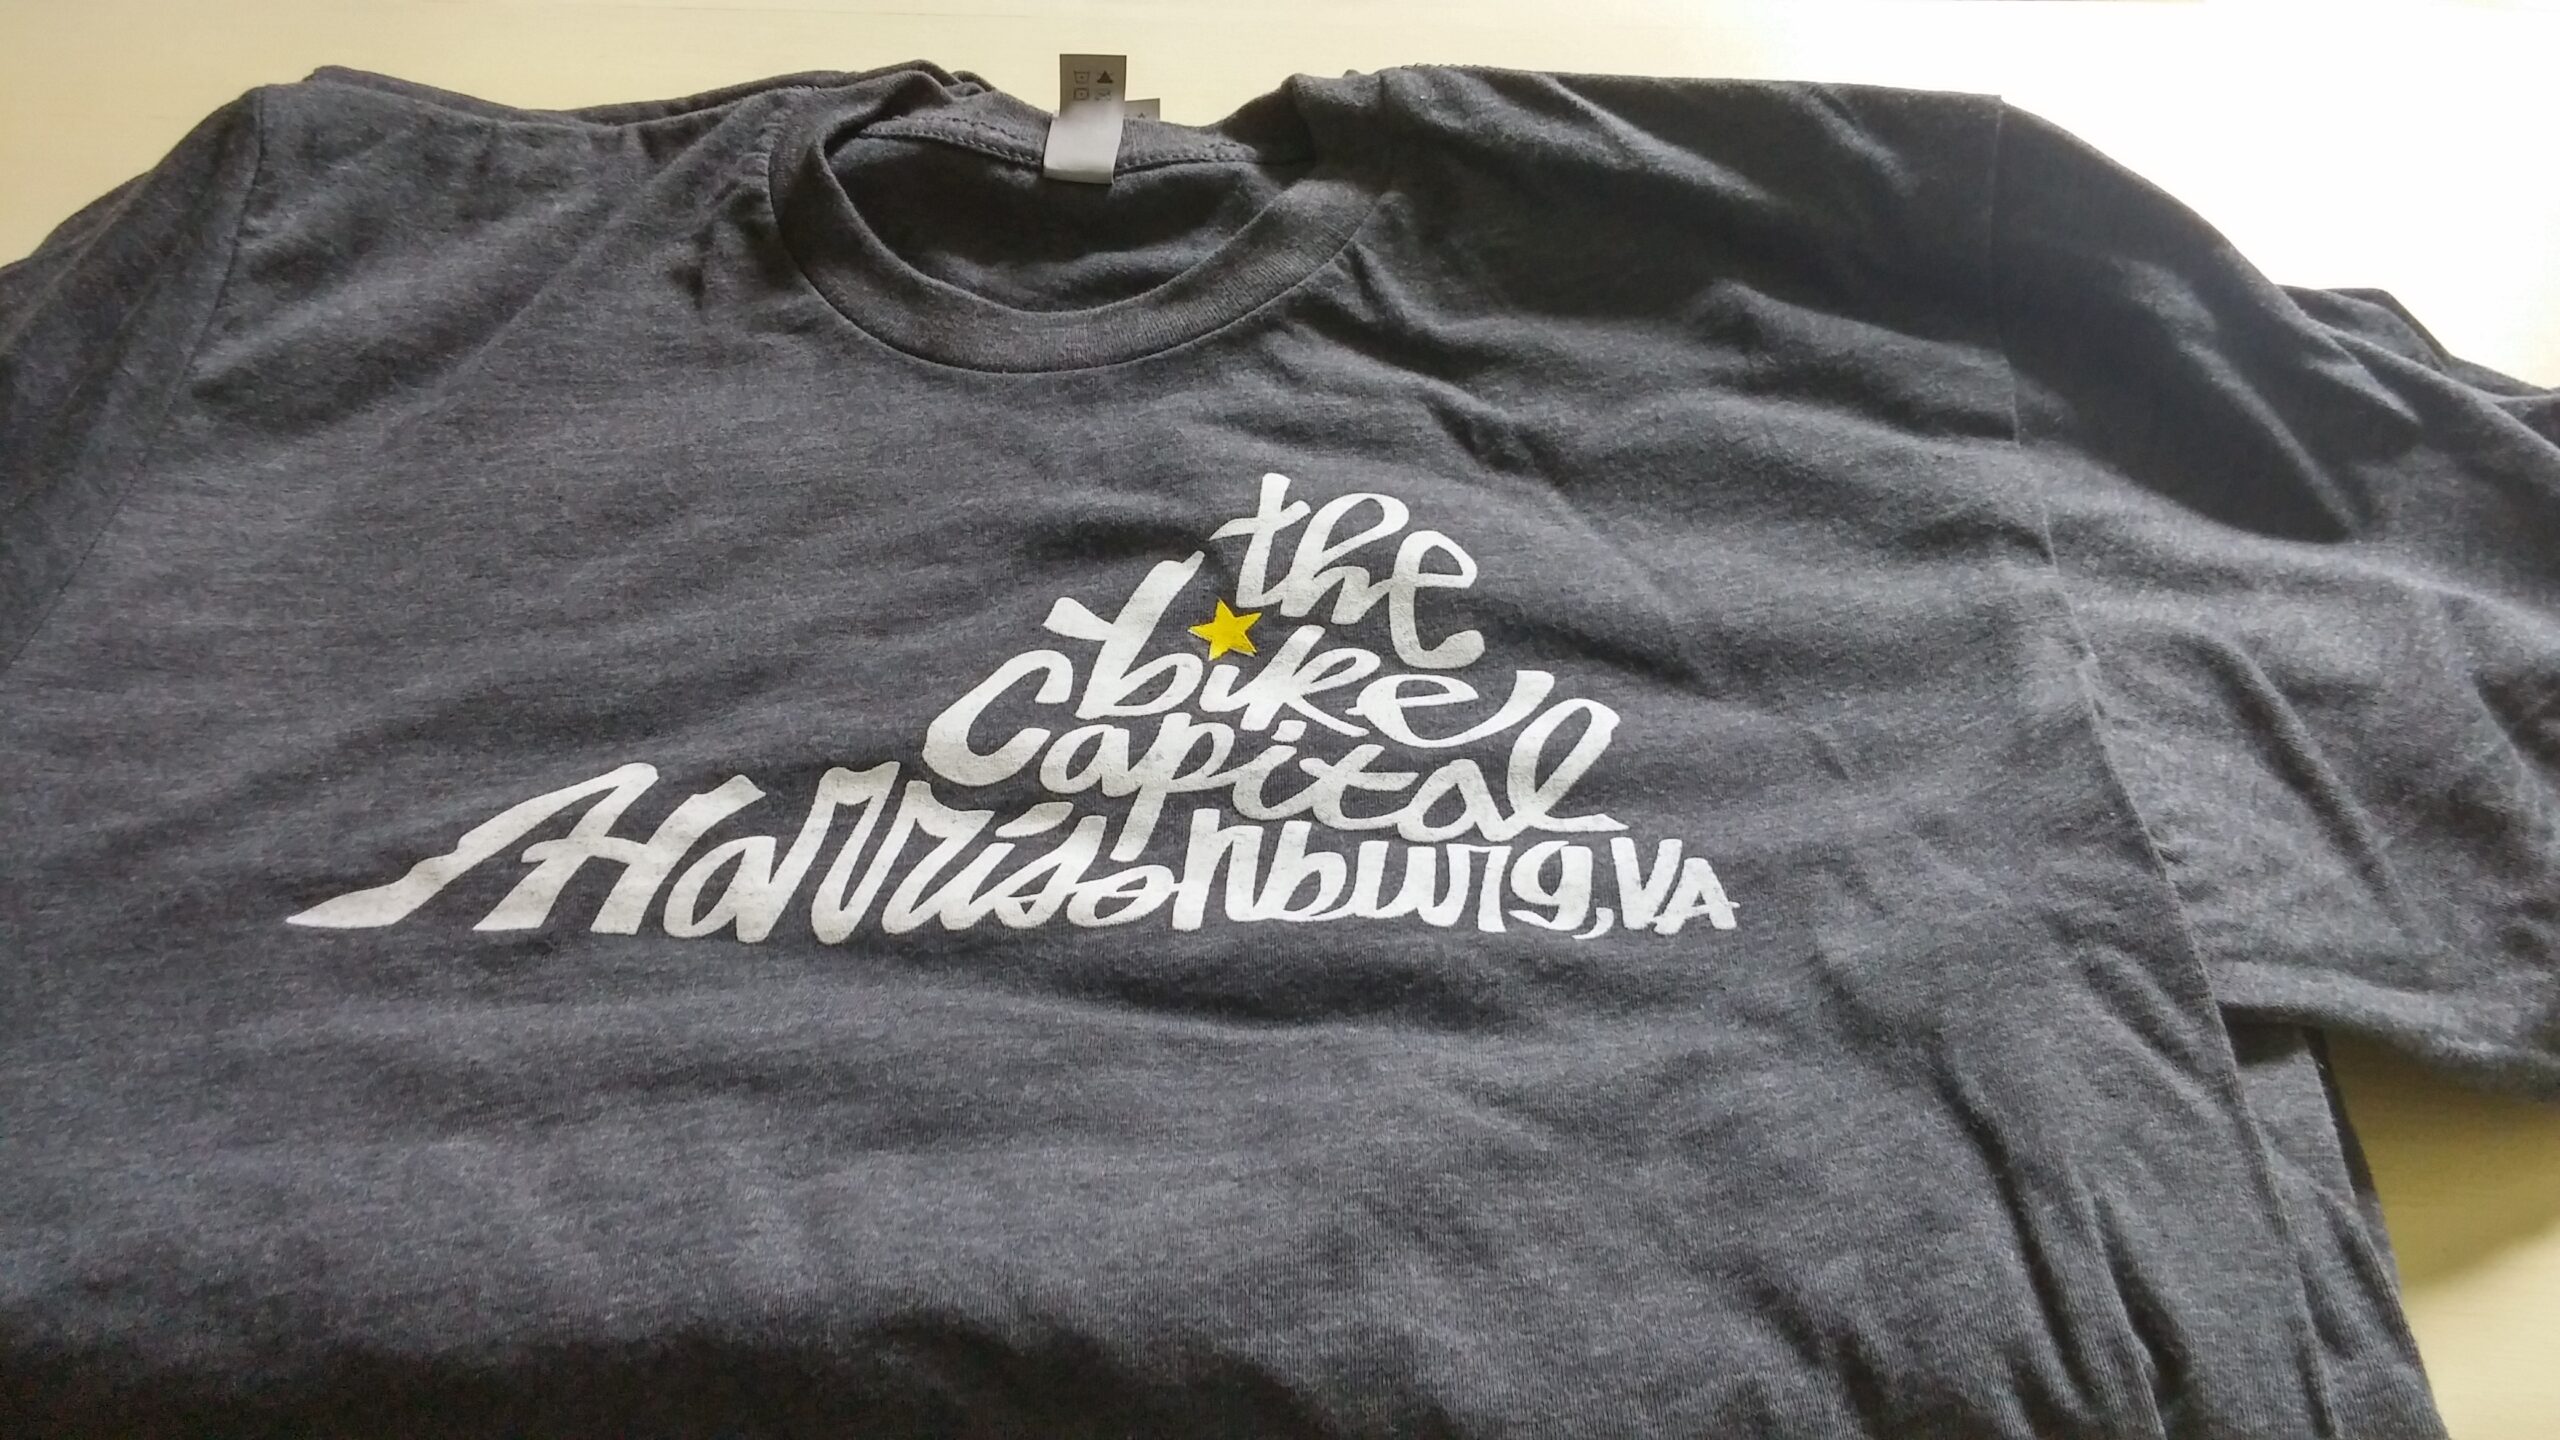 the
bike
Capital
Harrisonburg, VA